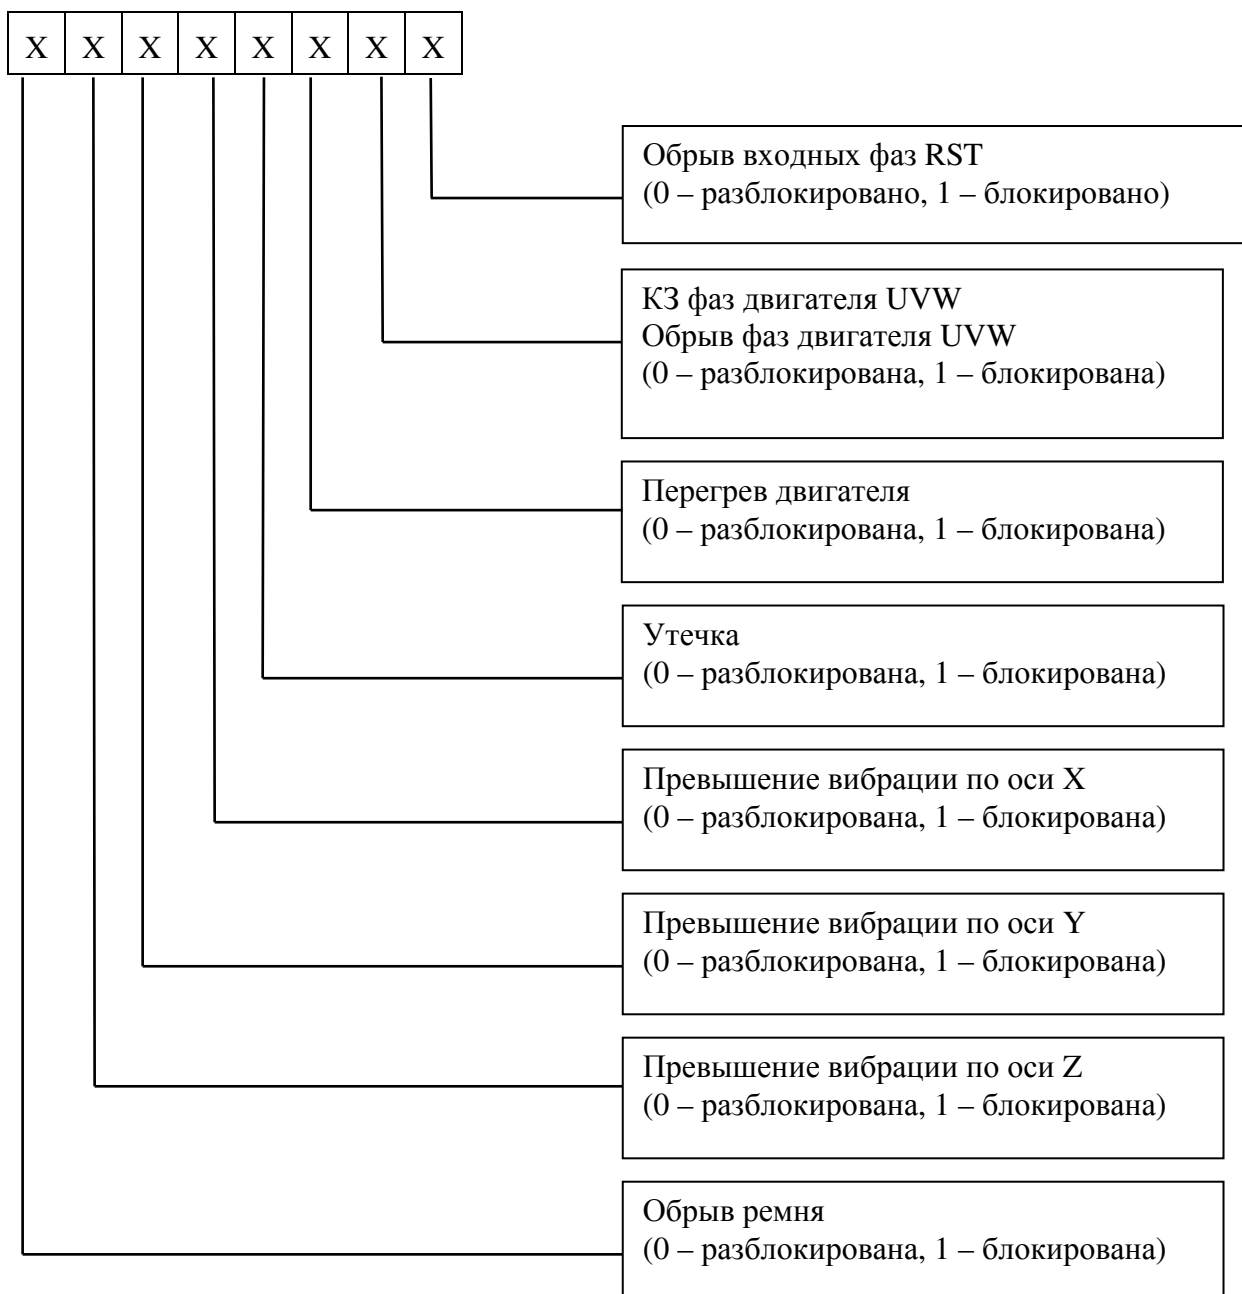 X X X X X X X X
Обрыв входных фаз RST
(0 – разблокировано, 1 – блокировано)
КЗ фаз двигателя UVW
Обрыв фаз двигателя UVW
(0 – разблокирована, 1 – блокирована)
Перегрев двигателя
(0 – разблокирована, 1 – блокирована)
Утечка
(0 – разблокирована, 1 – блокирована)
Превышение вибрации по оси X
(0 – разблокирована, 1 – блокирована)
Превышение вибрации по оси Y
(0 – разблокирована, 1 – блокирована)
Превышение вибрации по оси Z
(0 – разблокирована, 1 – блокирована)
Обрыв ремня
(0 – разблокирована, 1 – блокирована)